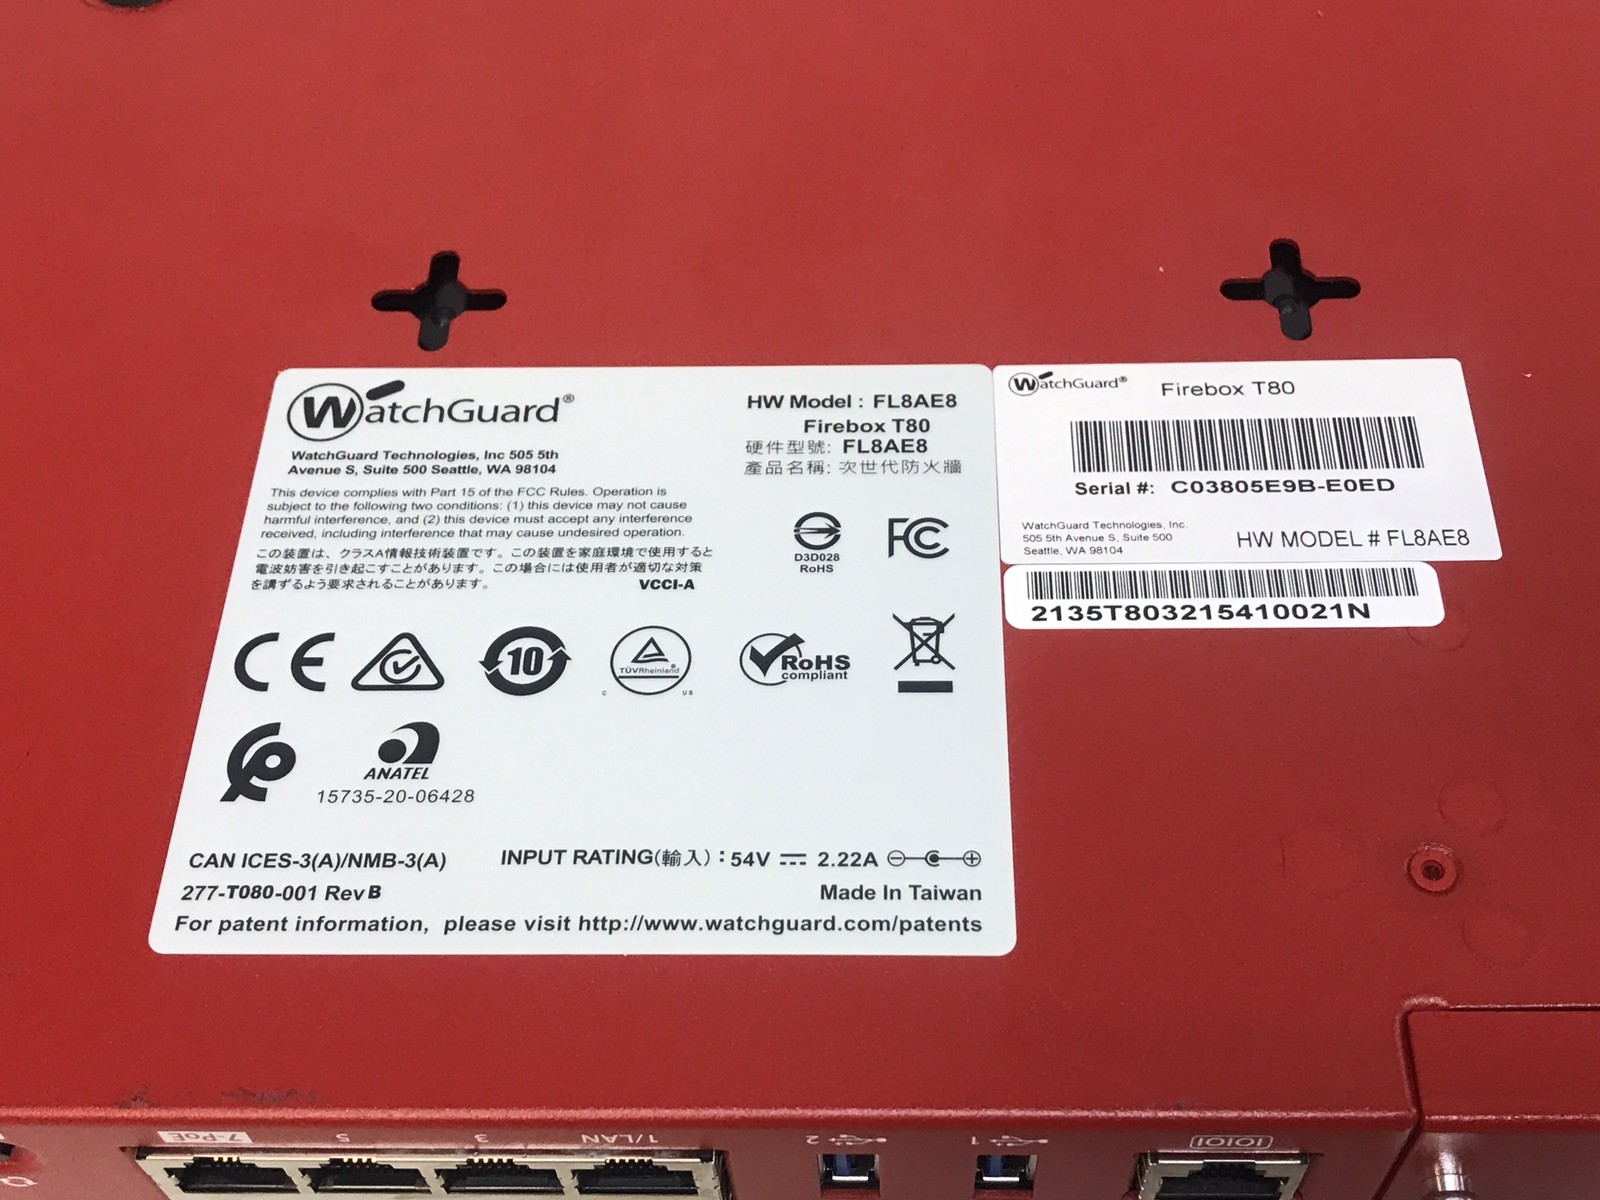 WatchGuard®
WatchGuard Technologies, Inc 505 5th
Avenue S, Suite 500 Seattle, WA 98104
This device complies with Part 15 of the FCC Rules. Operation is
subject to the following two conditions: (1) this device may not cause
harmful interference, and (2) this device must accept any interference
received, including interference that may cause undesired operation.
この装置は、クラスA情報技術装置です。この装置を家庭環境で使用すると
電波妨害を引き起こすことがあります。この場合には使用者が適切な対策
を講ずるよう要求されることがあります。 VCCI-A
HW Model : FL8AE8
Firebox T80
硬件型號: FL8AE8
產品名稱: 次世代防火牆
D3D028
RoHS
FC
CE
10
TÜVRheinland®
c us
RoHS
compliant
ANATEL
15735-20-06428
CAN ICES-3(A)/NMB-3(A)
INPUT RATING(輸入) : 54V 2.22A
277-T080-001 Rev B
Made In Taiwan
For patent information, please visit http://www.watchguard.com/patents
WatchGuard® Firebox T80
Serial #: C03805E9B-E0ED
WatchGuard Technologies, Inc.
505 5th Avenue S, Suite 500
Seattle, WA 98104
HW MODEL # FL8AE8
2135T803215410021N
7-PoE
5
3
1/LAN
2
1
IOIOI